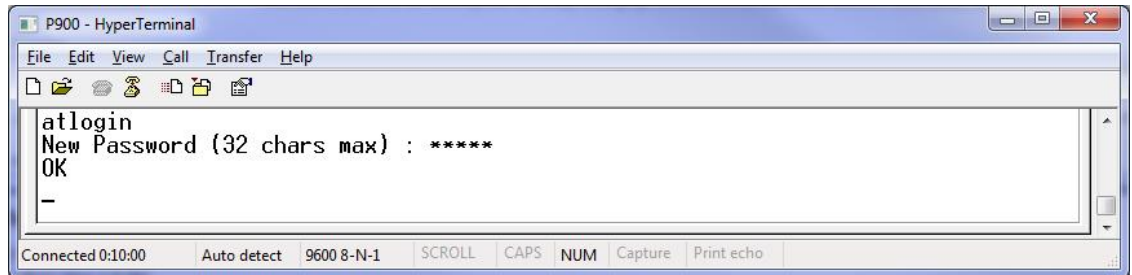 P900 - HyperTerminal
File Edit View Call Transfer Help
atlogin
New Password (32 chars max) : *****
OK
_
Connected 0:10:00 Auto detect 9600 8-N-1 SCROLL CAPS NUM Capture Print echo